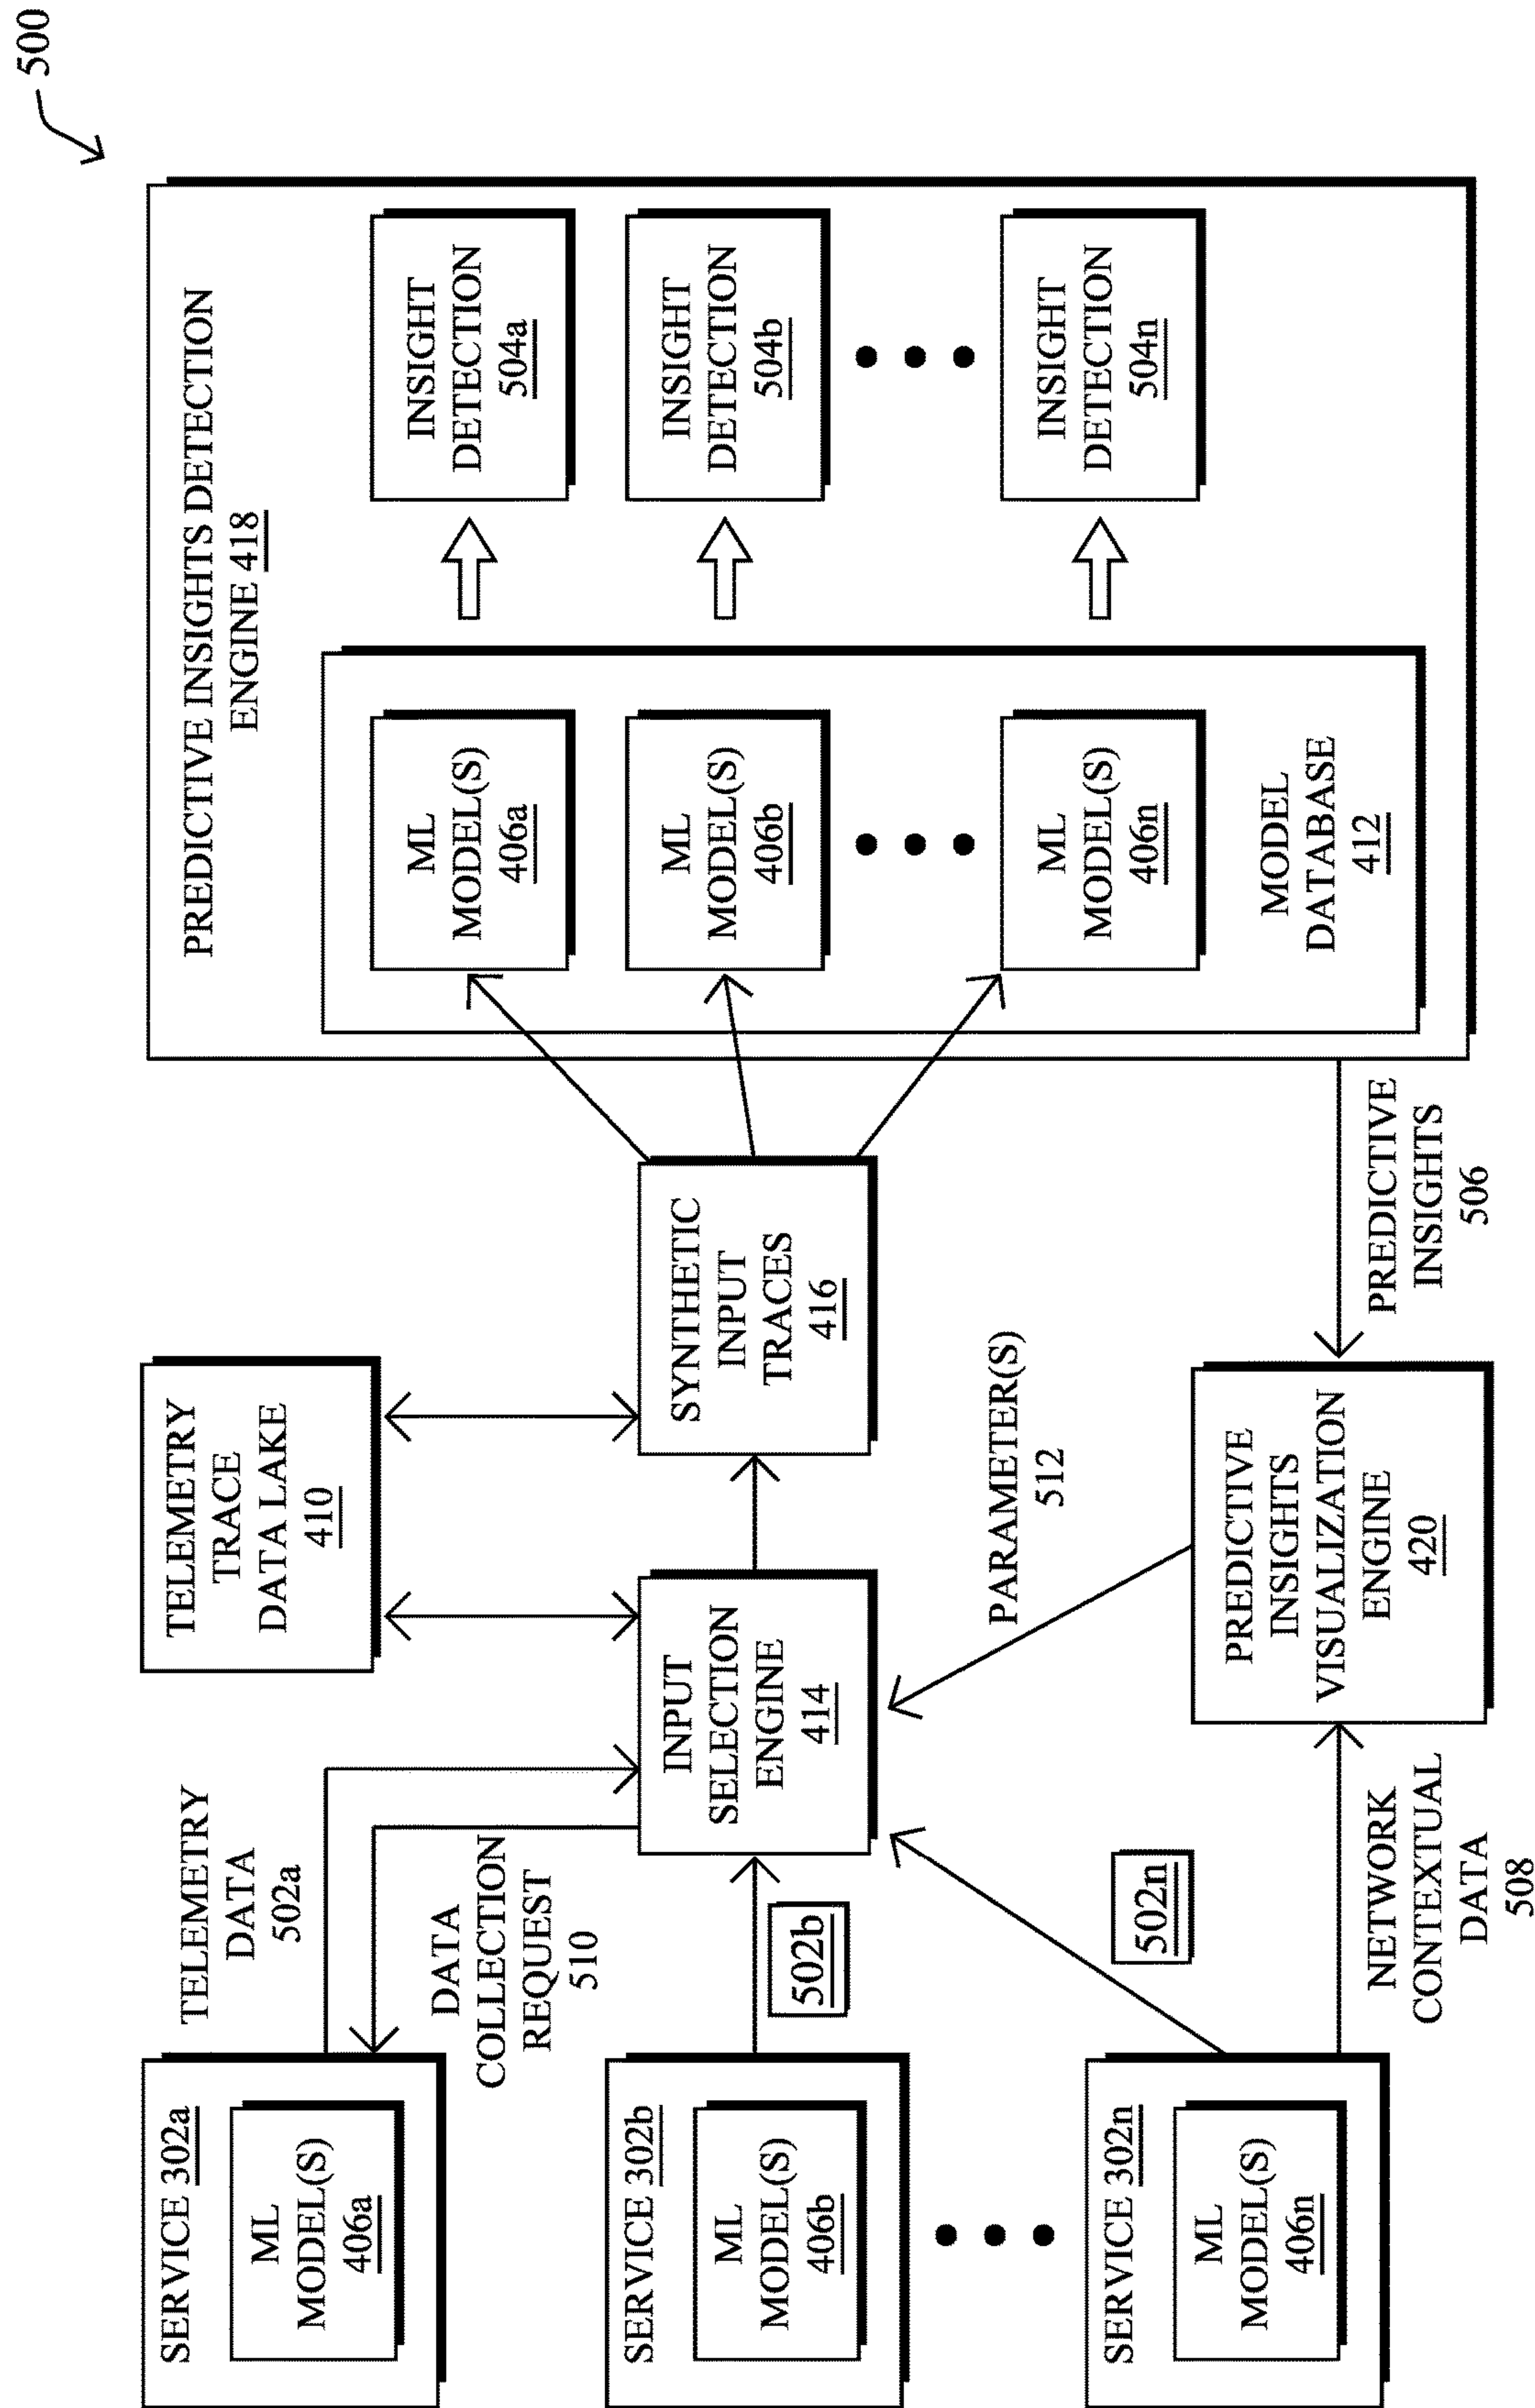 500
SERVICE 302a
ML
MODEL(S)
406a
SERVICE 302b
ML
MODEL(S)
406b
SERVICE 302n
ML
MODEL(S)
406n
TELEMETRY
DATA
502a
DATA
COLLECTION
REQUEST
510
502b
502n
NETWORK
CONTEXTUAL
DATA
508
TELEMETRY
TRACE
DATA LAKE
410
INPUT
SELECTION
ENGINE
414
SYNTHETIC
INPUT
TRACES
416
PARAMETER(S)
512
PREDICTIVE
INSIGHTS
VISUALIZATION
ENGINE
420
PREDICTIVE
INSIGHTS
506
PREDICTIVE INSIGHTS DETECTION
ENGINE 418
ML
MODEL(S)
406a
ML
MODEL(S)
406b
ML
MODEL(S)
406n
MODEL
DATABASE
412
INSIGHT
DETECTION
504a
INSIGHT
DETECTION
504b
INSIGHT
DETECTION
504n